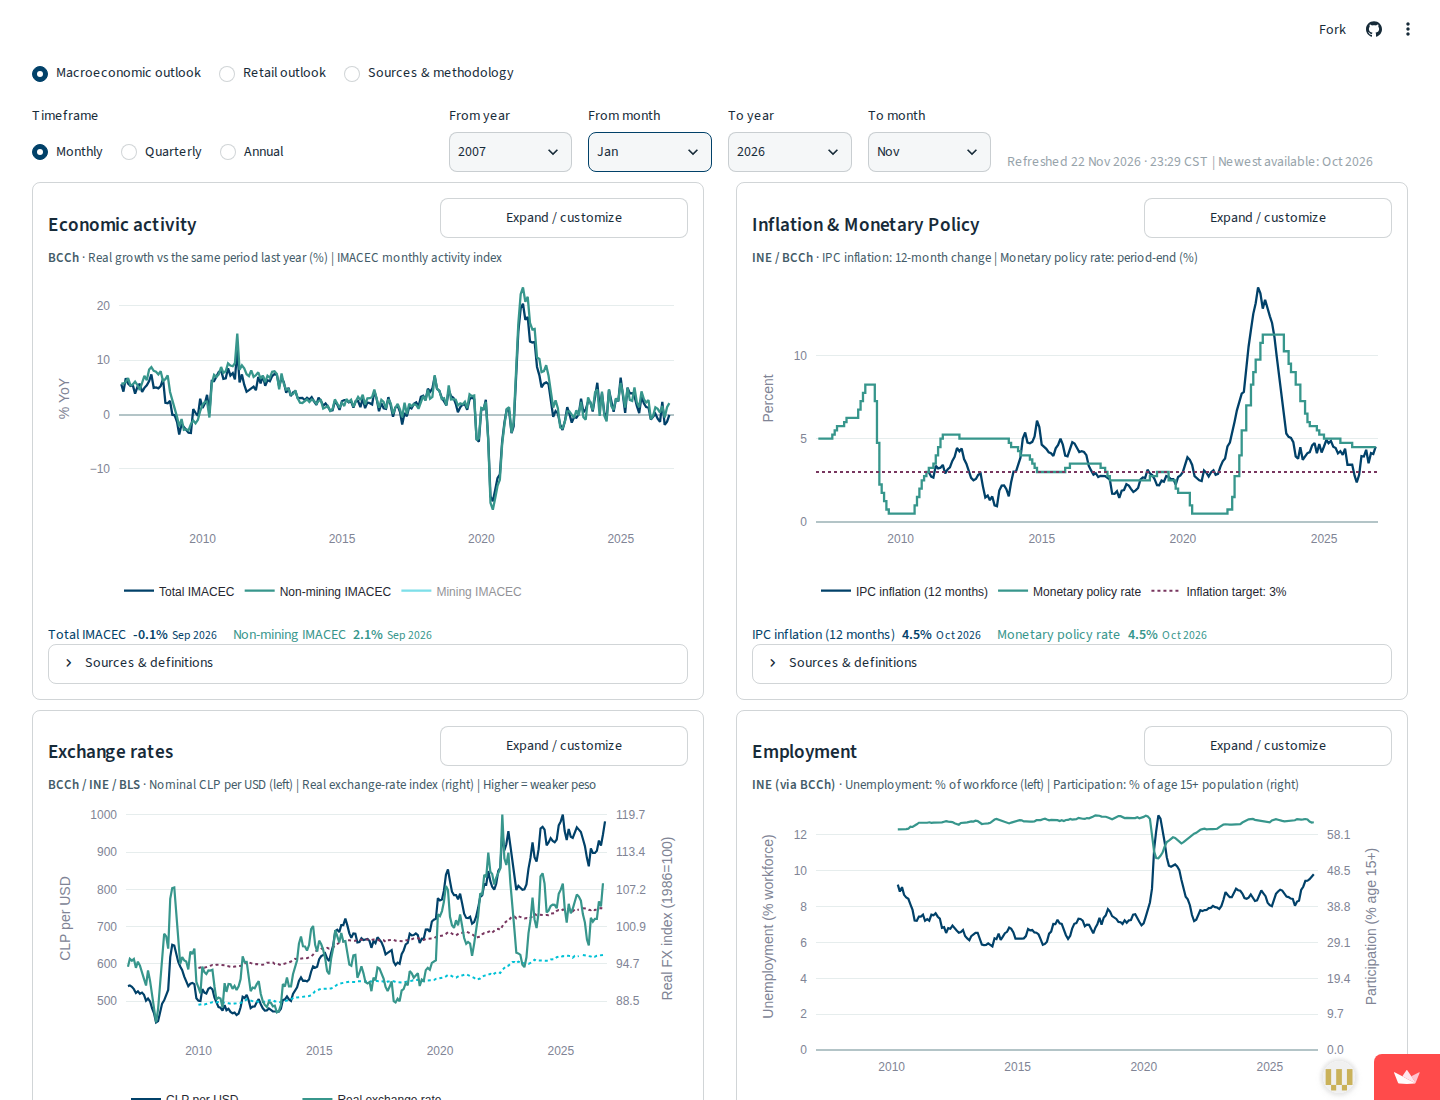 Fork
Macroeconomic outlook Retail outlook Sources & methodology
Timeframe From year From month To year To month
Monthly Quarterly Annual 2007 Jan 2026 Nov Refreshed 22 Nov 2026 · 23:29 CST | Newest available: Oct 2026
Economic activity
Expand / customize
BCCh · Real growth vs the same period last year (%) | IMACEC monthly activity index
% YoY
20
10
0
−10
2010 2015 2020 2025
Total IMACEC Non-mining IMACEC Mining IMACEC
Total IMACEC -0.1% Sep 2026 Non-mining IMACEC 2.1% Sep 2026
Sources & definitions
Inflation & Monetary Policy
Expand / customize
INE / BCCh · IPC inflation: 12-month change | Monetary policy rate: period-end (%)
Percent
10
5
0
2010 2015 2020 2025
IPC inflation (12 months) Monetary policy rate Inflation target: 3%
IPC inflation (12 months) 4.5% Oct 2026 Monetary policy rate 4.5% Oct 2026
Sources & definitions
Exchange rates
Expand / customize
BCCh / INE / BLS · Nominal CLP per USD (left) | Real exchange-rate index (right) | Higher = weaker peso
CLP per USD
1000 119.7
900 113.4
800 107.2
700 100.9
600 94.7
500 88.5
Real FX index (1986=100)
2010 2015 2020 2025
CLP per USD Real exchange rate
Employment
Expand / customize
INE (via BCCh) · Unemployment: % of workforce (left) | Participation: % of age 15+ population (right)
Unemployment (% workforce)
12 58.1
10 48.5
8 38.8
6 29.1
4 19.4
2 9.7
0 0.0
Participation (% age 15+)
2010 2015 2020 2025